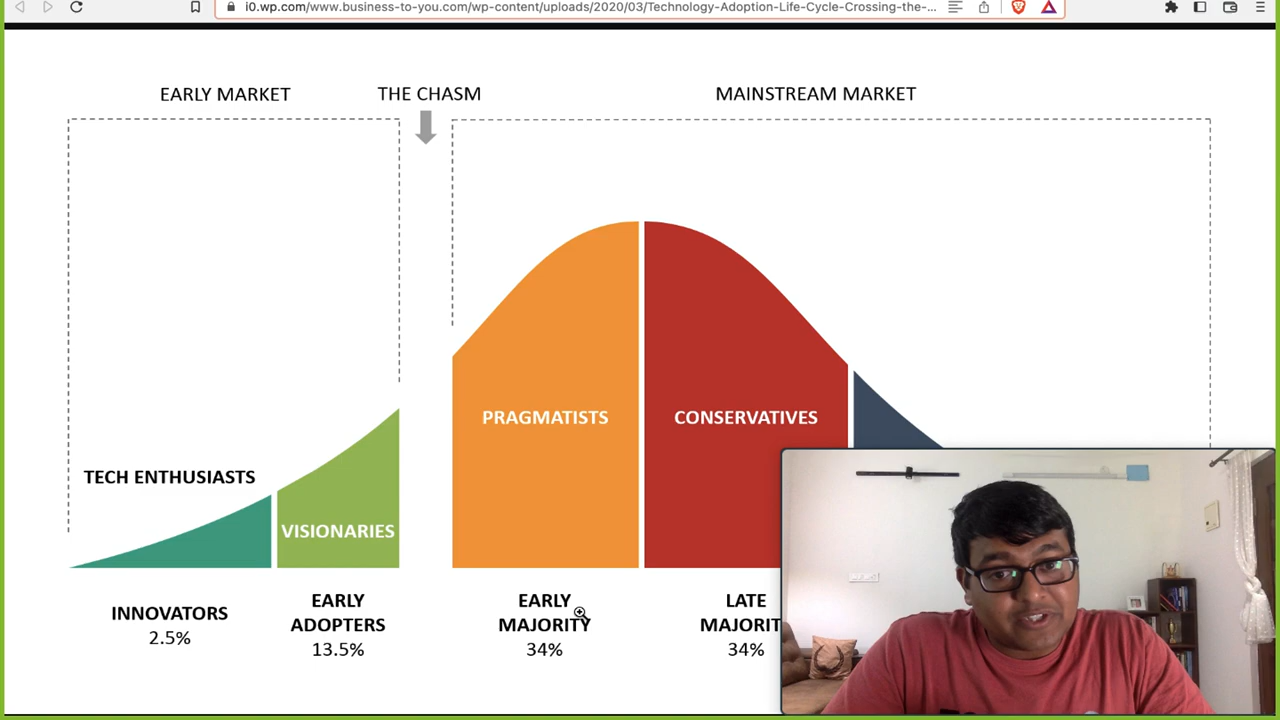 i0.wp.com/www.business-to-you.com/wp-content/uploads/2020/03/Technology-Adoption-Life-Cycle-Crossing-the-...
EARLY MARKET
THE CHASM
MAINSTREAM MARKET
PRAGMATISTS
CONSERVATIVES
TECH ENTHUSIASTS
VISIONARIES
INNOVATORS
2.5%
EARLY
ADOPTERS
13.5%
EARLY
MAJORITY
34%
LATE
MAJORIT
34%